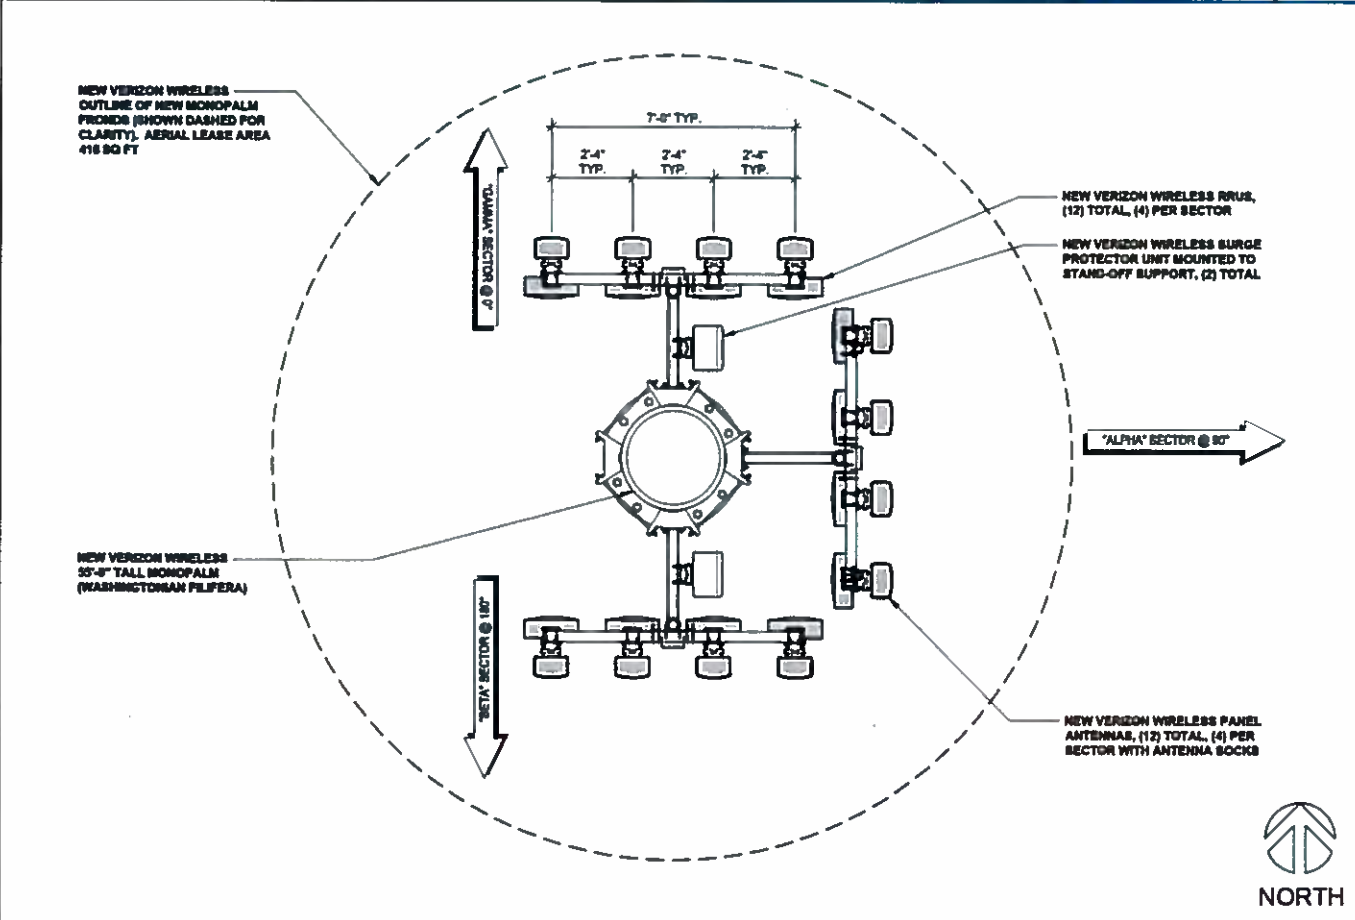 NEW VERIZON WIRELESS
OUTLINE OF NEW MONOPALM
FRONDS (SHOWN DASHED FOR
CLARITY). AERIAL LEASE AREA
416 SQ FT
"GAMMA" SECTOR @ 0°
7'-0" TYP.
2'-4"
TYP.
2'-4"
TYP.
2'-4"
TYP.
NEW VERIZON WIRELESS RRUS,
(12) TOTAL, (4) PER SECTOR
NEW VERIZON WIRELESS SURGE
PROTECTOR UNIT MOUNTED TO
STAND-OFF SUPPORT, (2) TOTAL
"ALPHA" SECTOR @ 90°
NEW VERIZON WIRELESS
TALL MONOPALM
(WASHINGTONIAN FILIFERA)
"BETA" SECTOR @ 180°
NEW VERIZON WIRELESS PANEL
ANTENNAS, (12) TOTAL, (4) PER
SECTOR WITH ANTENNA SOCKS
NORTH